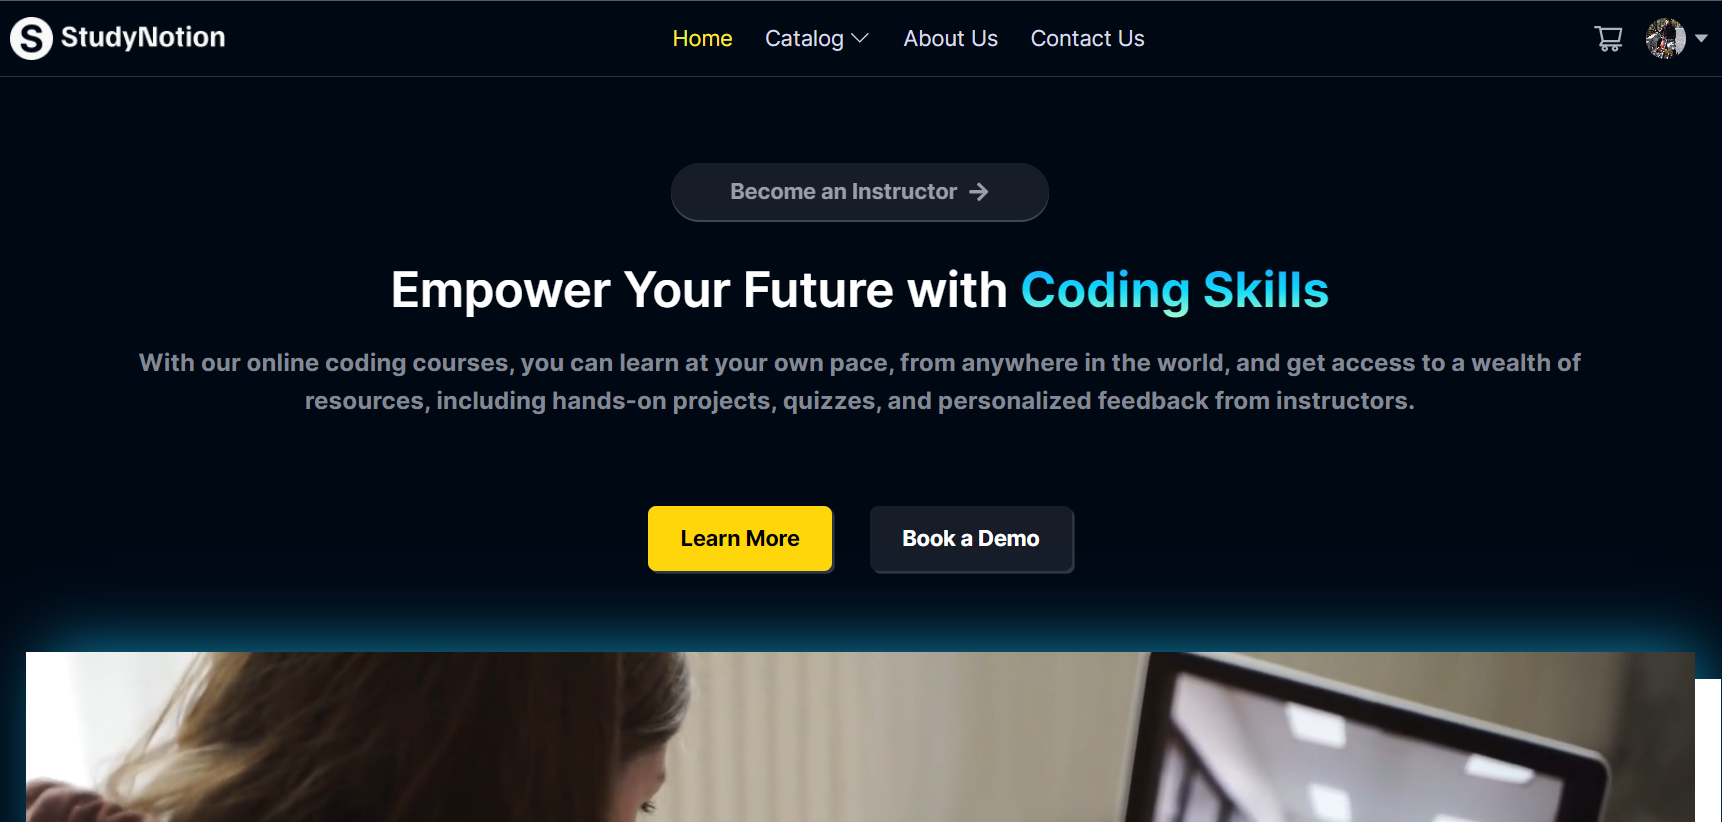 S StudyNotion
Home Catalog About Us Contact Us
Become an Instructor →
Empower Your Future with Coding Skills
With our online coding courses, you can learn at your own pace, from anywhere in the world, and get access to a wealth of
resources, including hands-on projects, quizzes, and personalized feedback from instructors.
Learn More Book a Demo